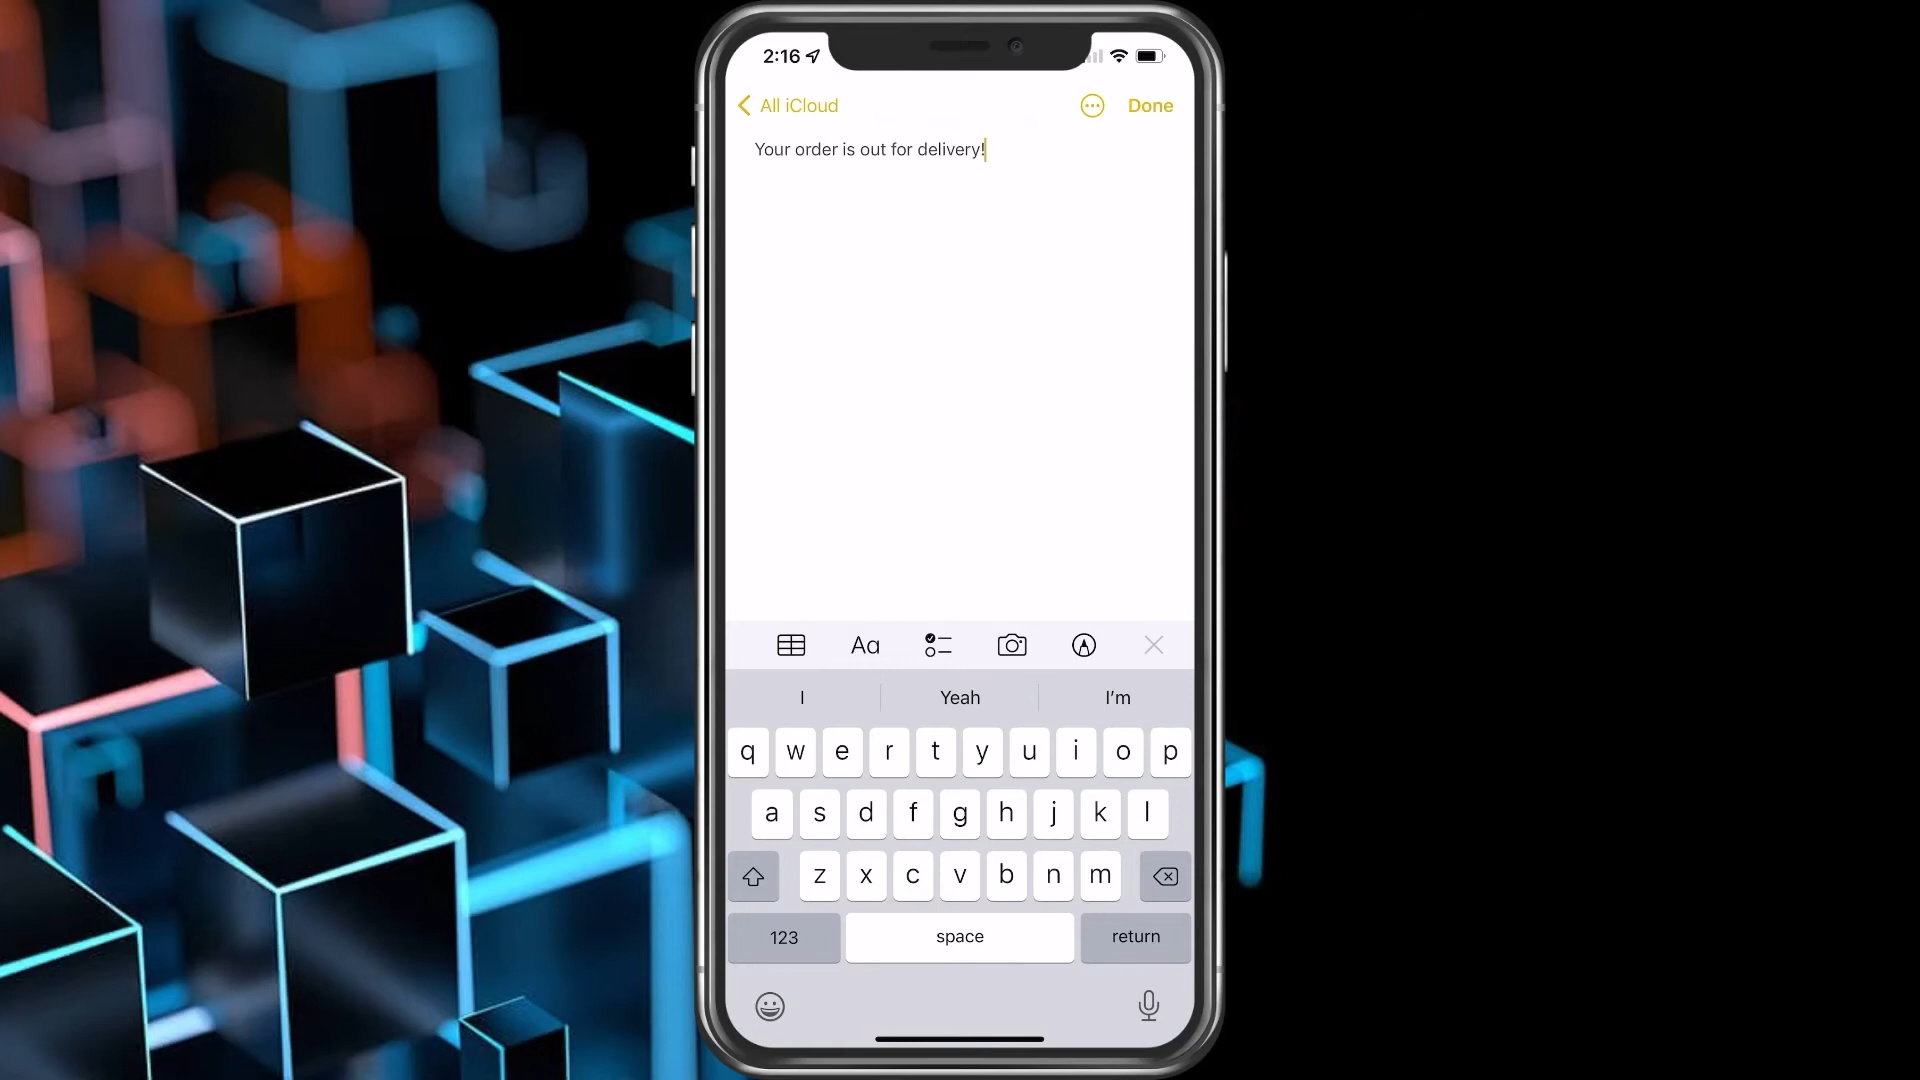 2:16
All iCloud
Done
Your order is out for delivery!
Aa
I Yeah I'm
q w e r t y u i o p
a s d f g h j k l
z x c v b n m
123 space return